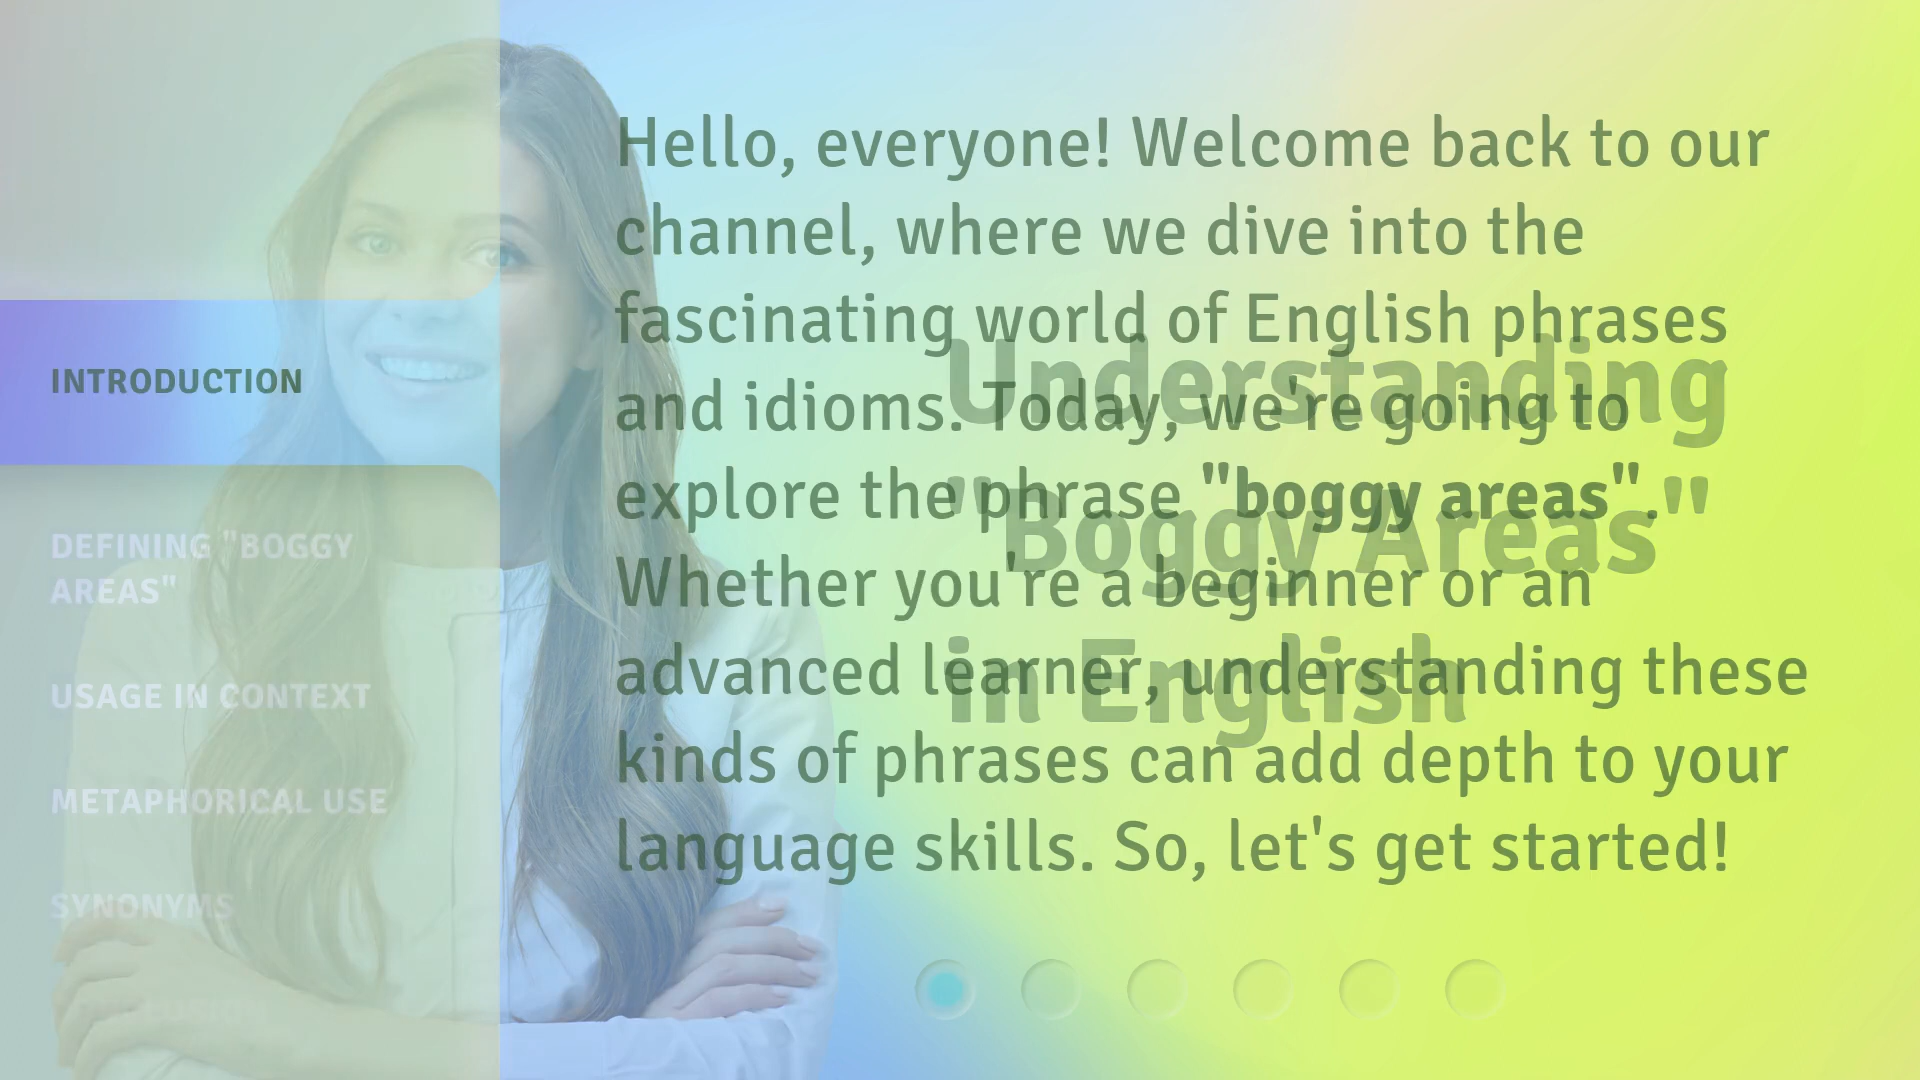 INTRODUCTION
DEFINING "BOGGY
AREAS"
USAGE IN CONTEXT
METAPHORICAL USE
SYNONYMS
Hello, everyone! Welcome back to our
channel, where we dive into the
fascinating world of English phrases
and idioms. Today, we're going to
explore the phrase "boggy areas".
Whether you're a beginner or an
advanced learner, understanding these
kinds of phrases can add depth to your
language skills. So, let's get started!
Understanding
"Boggy Areas"
in English